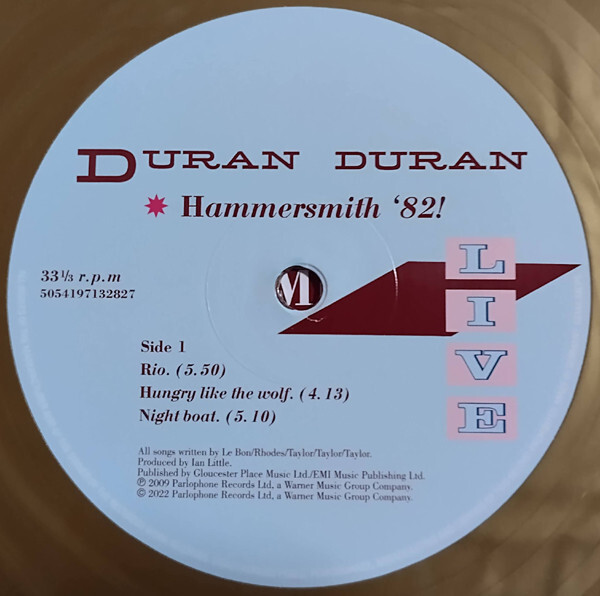 DURAN DURAN
Hammersmith ‘82!
33⅓ r.p.m
5054197132827
L
I
V
E
Side 1
Rio. (5.50)
Hungry like the wolf. (4.13)
Night boat. (5.10)
All songs written by Le Bon/Rhodes/Taylor/Taylor/Taylor.
Produced by Ian Little.
Published by Gloucester Place Music Ltd./EMI Music Publishing Ltd.
℗ 2009 Parlophone Records Ltd, a Warner Music Group Company.
© 2022 Parlophone Records Ltd, a Warner Music Group Company.